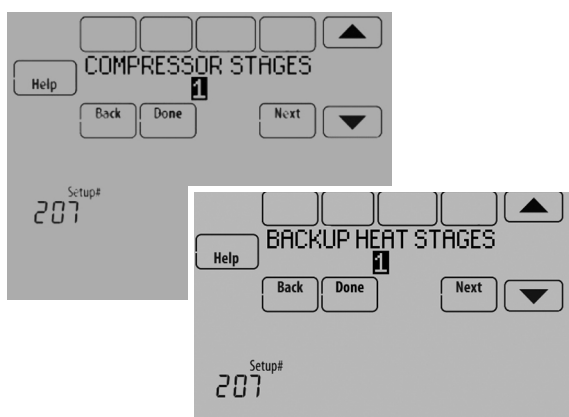 COMPRESSOR STAGES
Help
1
Back Done Next
Setup#
207
BACKUP HEAT STAGES
Help
1
Back Done Next
Setup#
207